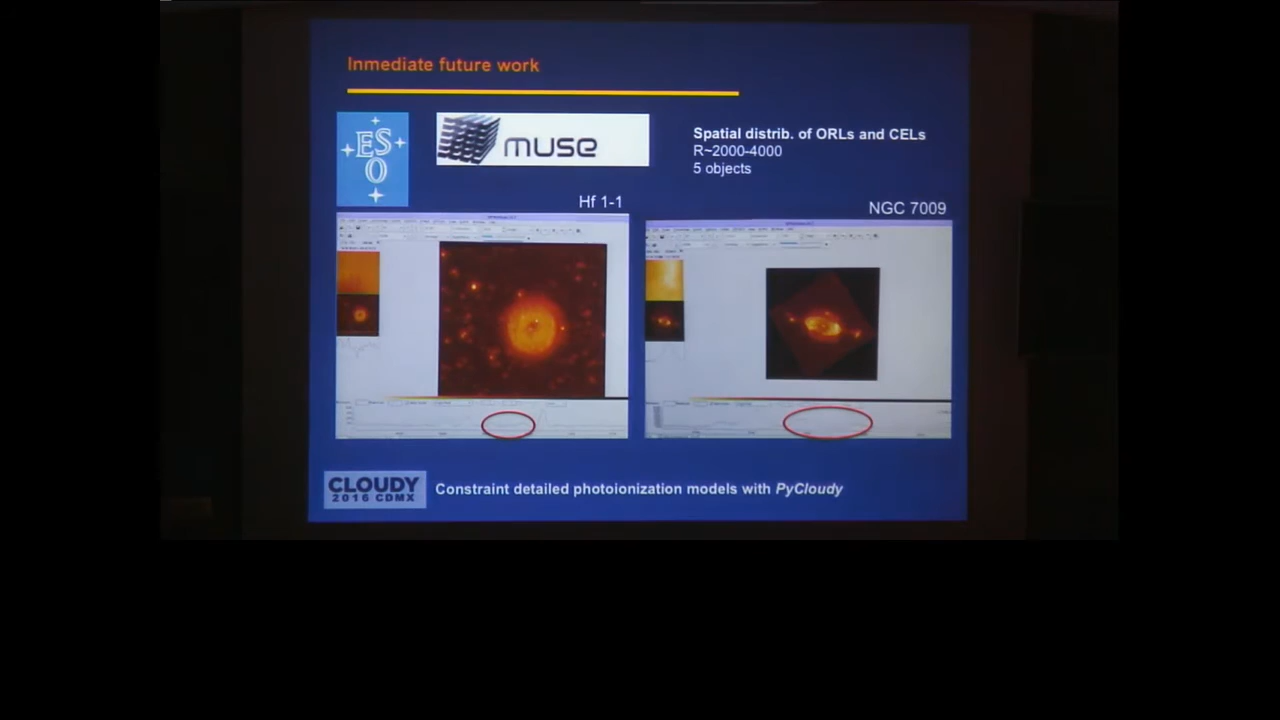 Inmediate future work
ESO
muse
Spatial distrib. of ORLs and CELs
R~2000-4000
5 objects
Hf 1-1
NGC 7009
CLOUDY
2016 CDMX
Constraint detailed photoionization models with PyCloudy